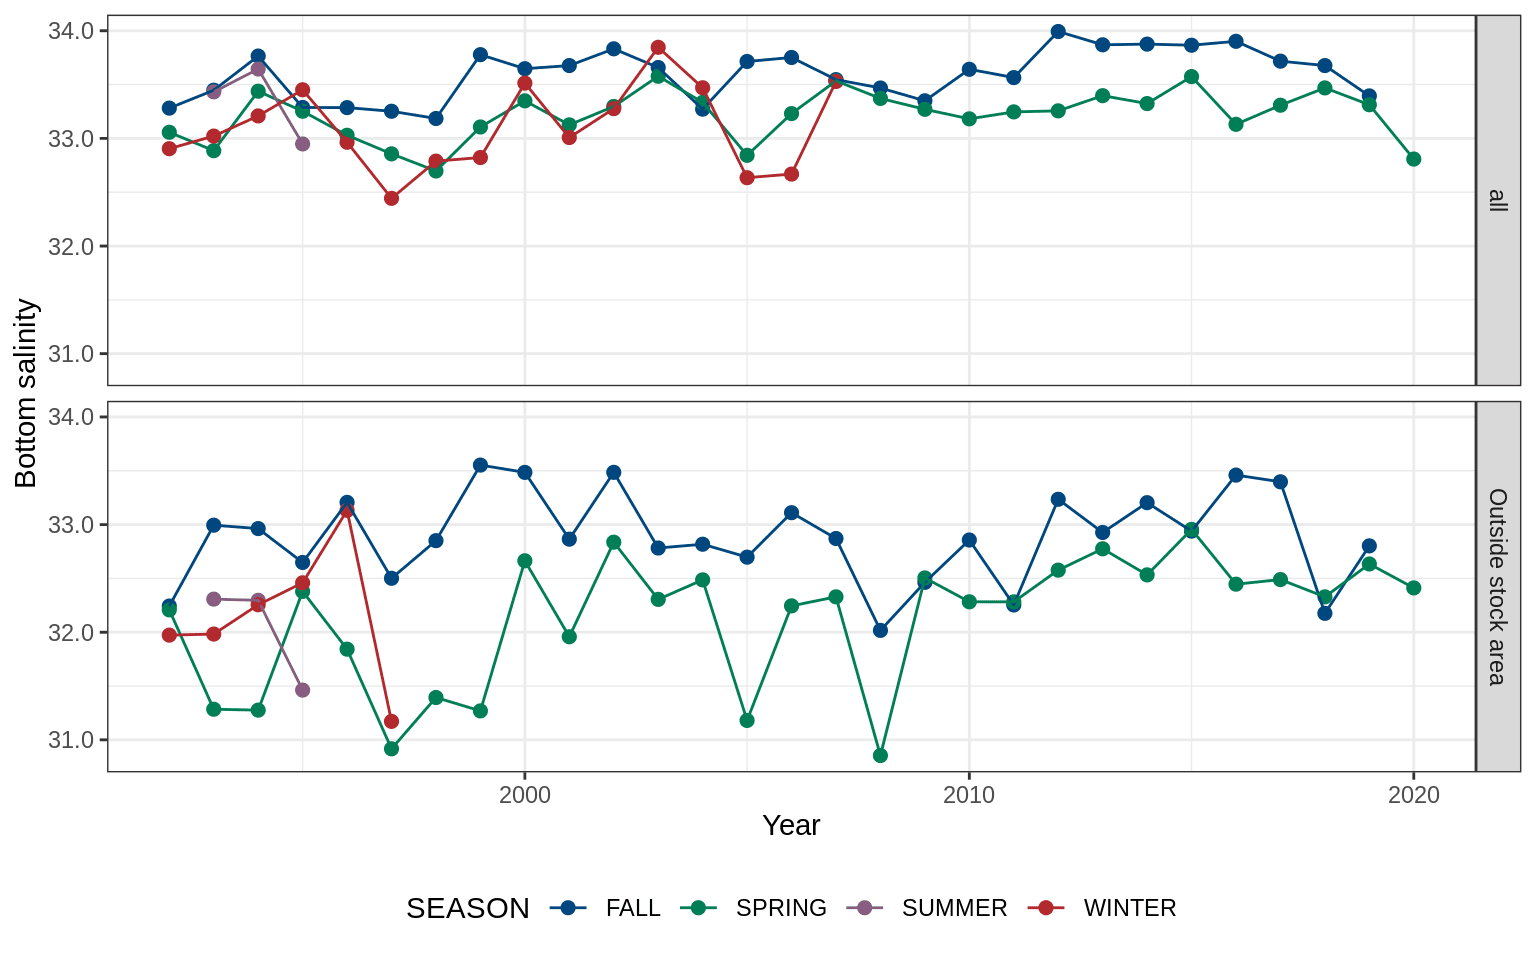 34.0
33.0
32.0
31.0
all
Bottom salinity
34.0
33.0
32.0
31.0
Outside stock area
2000 2010 2020
Year
SEASON FALL SPRING SUMMER WINTER